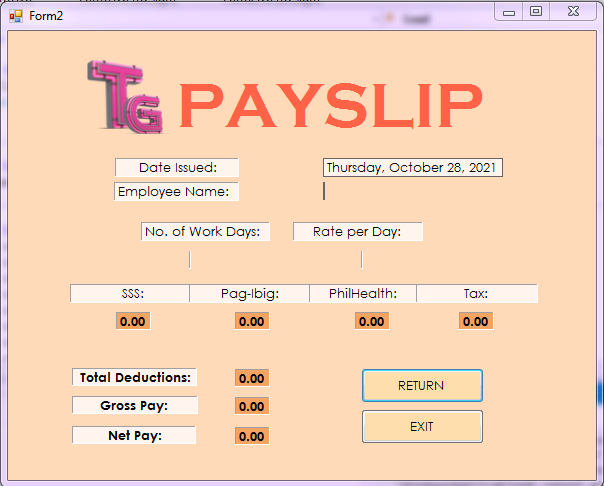 Form2
TG PAYSLIP
Date Issued: Thursday, October 28, 2021
Employee Name:
No. of Work Days: Rate per Day:
SSS: Pag-Ibig: PhilHealth: Tax:
0.00 0.00 0.00 0.00
Total Deductions: 0.00
RETURN
Gross Pay: 0.00
EXIT
Net Pay: 0.00